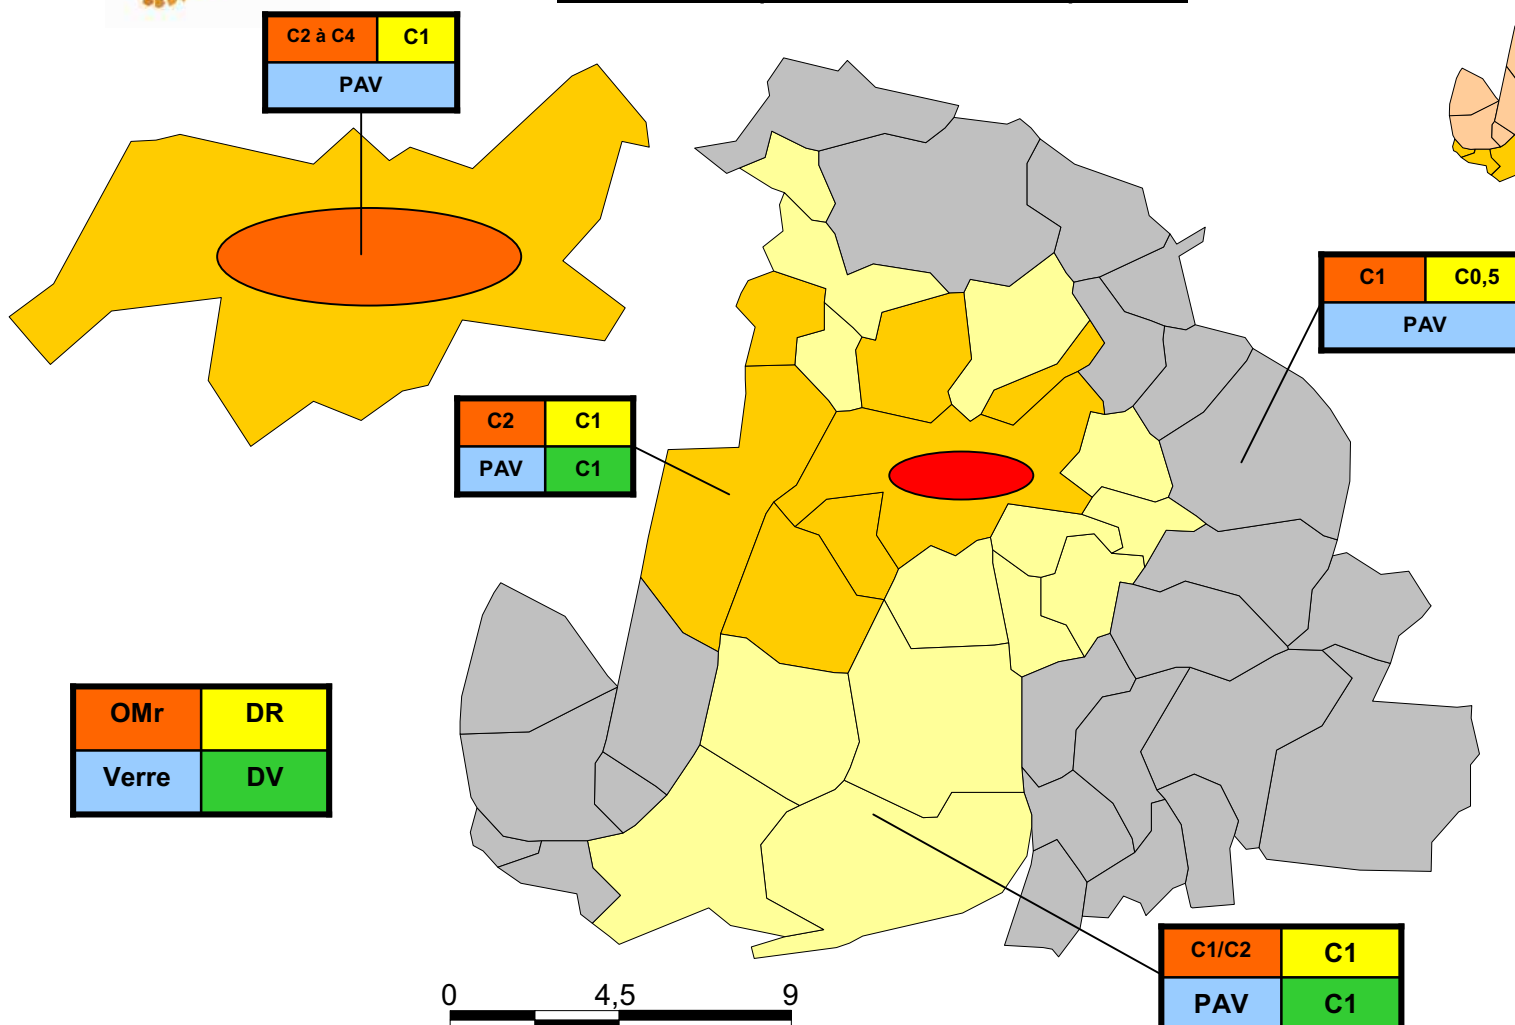 C2 à C4 C1
PAV
C1 C0,5
PAV
C2 C1
PAV C1
OMr DR
Verre DV
C1/C2 C1
PAV C1
0 4,5 9